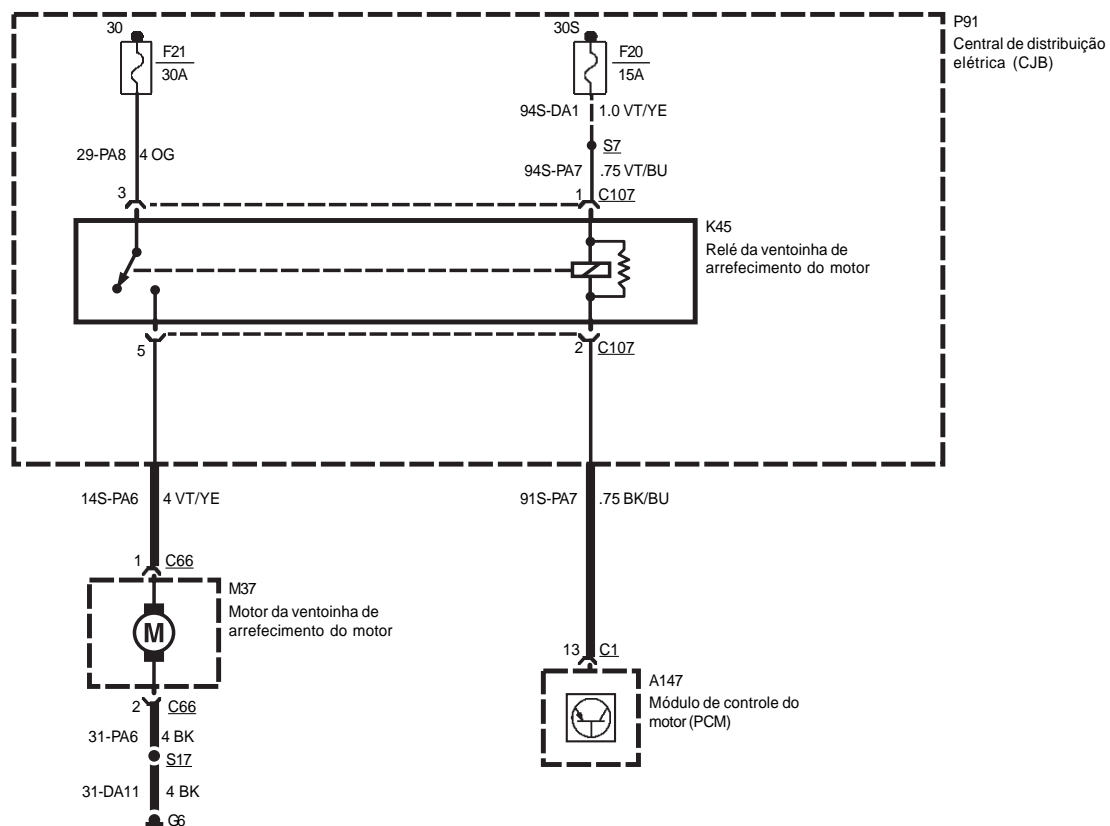 30
F21
30A
30S
F20
15A
P91
Central de distribuição
elétrica (CJB)
94S-DA1 1.0 VT/YE
S7
29-PA8 4 OG
94S-PA7 .75 VT/BU
3
1 C107
K45
Relé da ventoinha de
arrefecimento do motor
5
2 C107
14S-PA6 4 VT/YE
91S-PA7 .75 BK/BU
1 C66
M37
Motor da ventoinha de
arrefecimento do motor
M
13 C1
A147
Módulo de controle do
motor (PCM)
2 C66
31-PA6 4 BK
S17
31-DA11 4 BK
G6